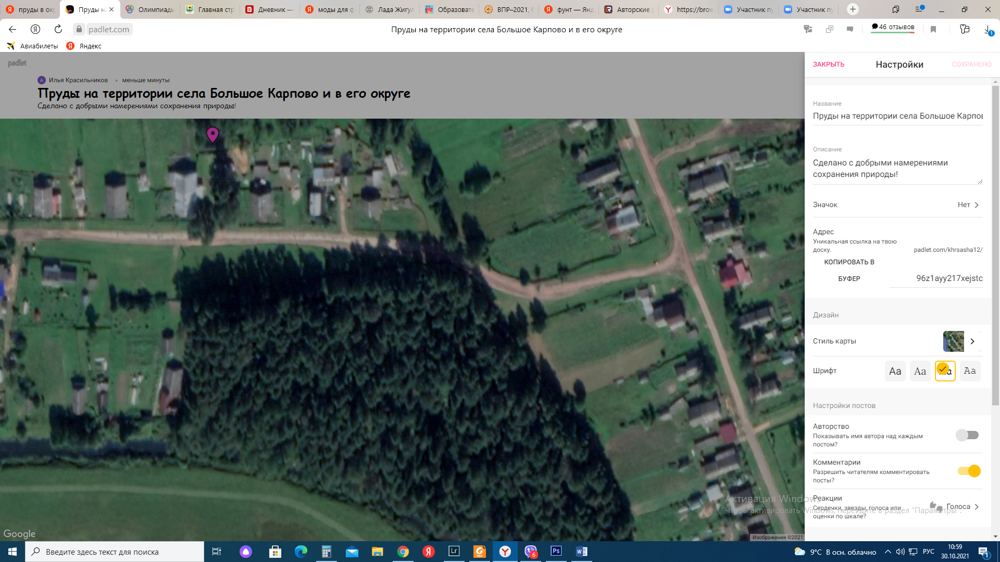 пруды в окр
Пруды на
Олимпиады
Главная стр
Дневник —
моды для ф
Лада Жигул
Образовате
ВПР–2021, б
фунт — Янд
Авторские р
https://brow
Участник пу
Участник пу
padlet.com
Пруды на территории села Большое Карпово и в его округе
46 отзывов
Авиабилеты
Яндекс
padlet
Илья Красильников • меньше минуты
Пруды на территории села Большое Карпово и в его округе
Сделано с добрыми намерениями сохранения природы!
Google
Изображения ©2021
ЗАКРЫТЬ
Настройки
СОХРАНЕНО
Название
Пруды на территории села Большое Карпов
Описание
Сделано с добрыми намерениями
сохранения природы!
Значок
Нет
Адрес
Уникальная ссылка на твою
доску.
padlet.com/khrsasha12/
КОПИРОВАТЬ В
БУФЕР
96z1ayy217xejstc
Дизайн
Стиль карты
Шрифт
Aa Aa Aa
Настройки постов
Авторство
Показывать имя автора над каждым
постом?
Комментарии
Разрешить читателям комментировать
посты?
Реакции
Сердечки, звезды, голоса или
оценки по шкале?
Голоса
Активация Windows
Чтобы активировать Windows, перейдите в раздел "Параметры".
Введите здесь текст для поиска
Lr
PDF
6
Ps
9°C В осн. облачно
РУС
10:59
30.10.2021
1